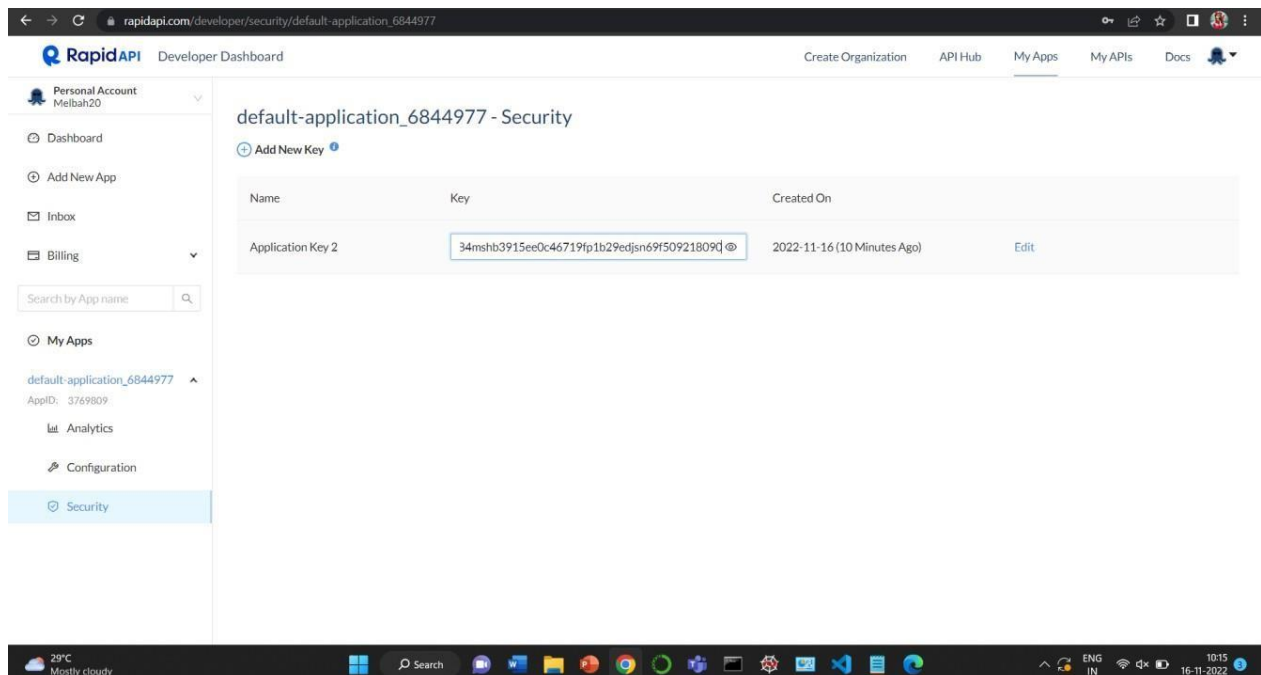 rapidapi.com/developer/security/default-application_6844977
RapidAPI Developer Dashboard Create Organization API Hub My Apps My APIs Docs
Personal Account
Melbah20
default-application_6844977 - Security
Dashboard
Add New Key
Add New App
Name Key Created On
Inbox
Application Key 2 34mshb3915ee0c46719fp1b29edjsn69f509218090 2022-11-16 (10 Minutes Ago) Edit
Billing
Search by App name
My Apps
default-application_6844977
AppID: 3769809
Analytics
Configuration
Security
29°C
Mostly cloudy
Search
ENG
IN
10:15
16-11-2022
3